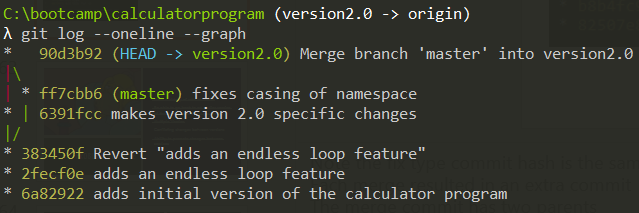 C:\bootcamp\calculatorprogram (version2.0 -> origin)
λ git log --oneline --graph
*   90d3b92 (HEAD -> version2.0) Merge branch 'master' into version2.0
|\
| * ff7cbb6 (master) fixes casing of namespace
* | 6391fcc makes version 2.0 specific changes
|/
* 383450f Revert "adds an endless loop feature"
* 2fecf0e adds an endless loop feature
* 6a82922 adds initial version of the calculator program